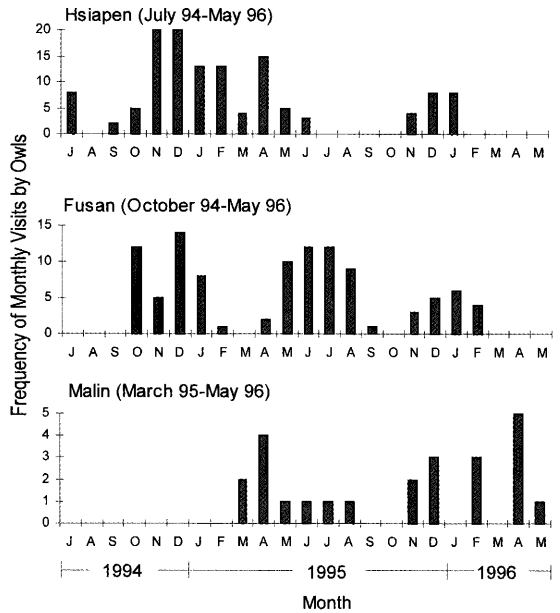 Hsiapen (July 94-May 96)
20
15
10
5
0
J A S O N D J F M A M J J A S O N D J F M A M
Fusan (October 94-May 96)
15
10
5
0
J A S O N D J F M A M J J A S O N D J F M A M
Malin (March 95-May 96)
5
4
3
2
1
0
J A S O N D J F M A M J J A S O N D J F M A M
1994 1995 1996
Month
Frequency of Monthly Visits by Owls